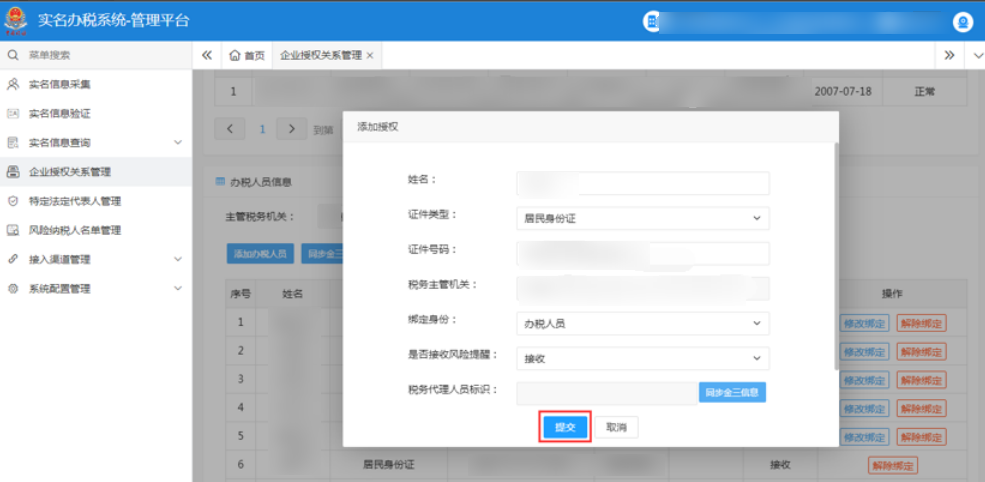 实名办税系统-管理平台
菜单搜索
首页
企业授权关系管理
实名信息采集
实名信息验证
实名信息查询
企业授权关系管理
特定法定代表人管理
风险纳税人名单管理
接入渠道管理
系统配置管理
1 2007-07-18 正常
1 到第
办税人员信息
主管税务机关：
添加办税人员 同步金三
序号 姓名 操作
1 修改绑定 解除绑定
2 修改绑定 解除绑定
3 修改绑定 解除绑定
4 修改绑定 解除绑定
5 修改绑定 解除绑定
6 居民身份证 接收 解除绑定
添加授权
姓名：
证件类型： 居民身份证
证件号码：
税务主管机关：
绑定身份： 办税人员
是否接收风险提醒： 接收
税务代理人员标识： 同步金三信息
提交 取消